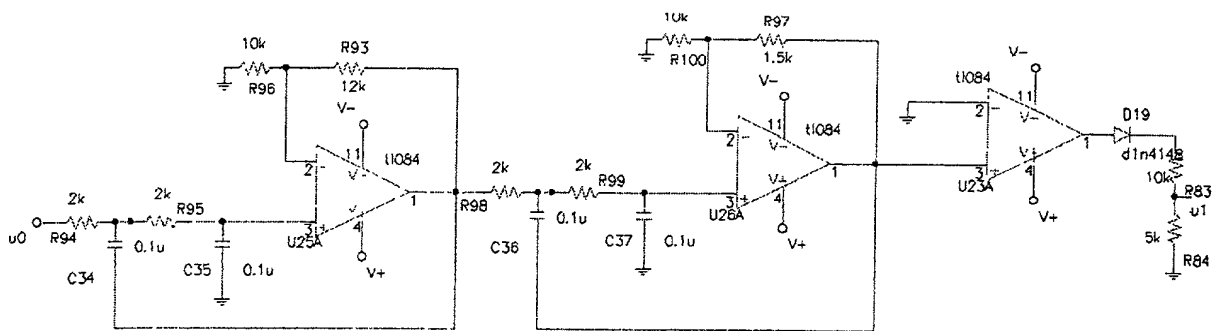 10k
R97
10k
R93
R100
1.5k
V-
tl084
R96
12k
V-
V-
11
2
V-
D19
11
tl084
2
V-
1
d1n4148
11
tl084
2k
2k
2
V-
V+
3
4
10k
2k
2k
1
R98
R99
1
U23A
R83
R95
3
V+
u1
u0
R94
3
4
0.1u
U26A
4
V+
5k
0.1u
U25A
C36
C37
0.1u
R84
C34
C35
0.1u
V+
V+